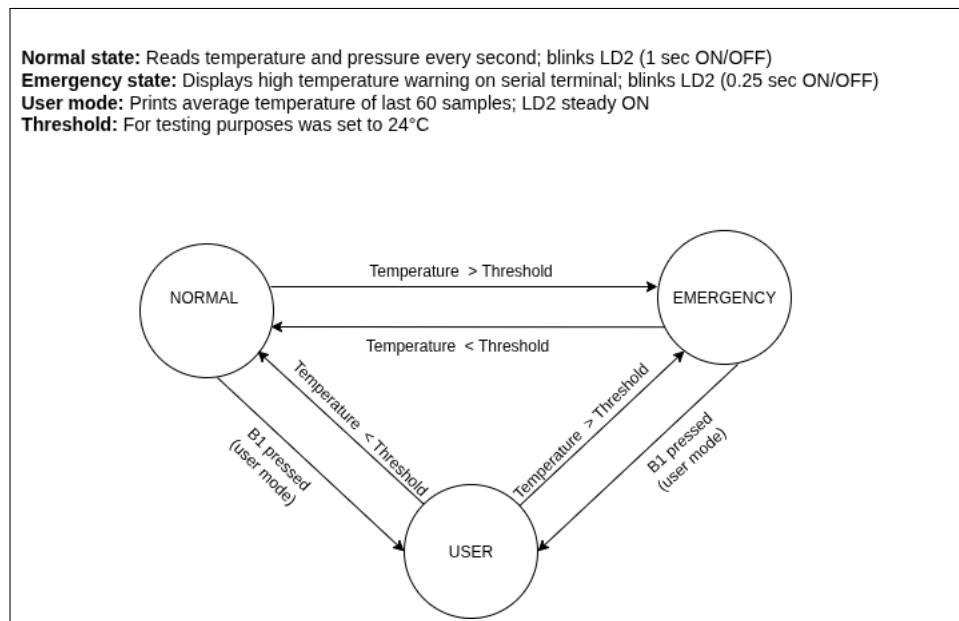 Normal state: Reads temperature and pressure every second; blinks LD2 (1 sec ON/OFF)
Emergency state: Displays high temperature warning on serial terminal; blinks LD2 (0.25 sec ON/OFF)
User mode: Prints average temperature of last 60 samples; LD2 steady ON
Threshold: For testing purposes was set to 24°C
Temperature > Threshold
NORMAL
EMERGENCY
Temperature < Threshold
Temperature < Threshold
Temperature > Threshold
B1 pressed
(user mode)
B1 pressed
(user mode)
USER